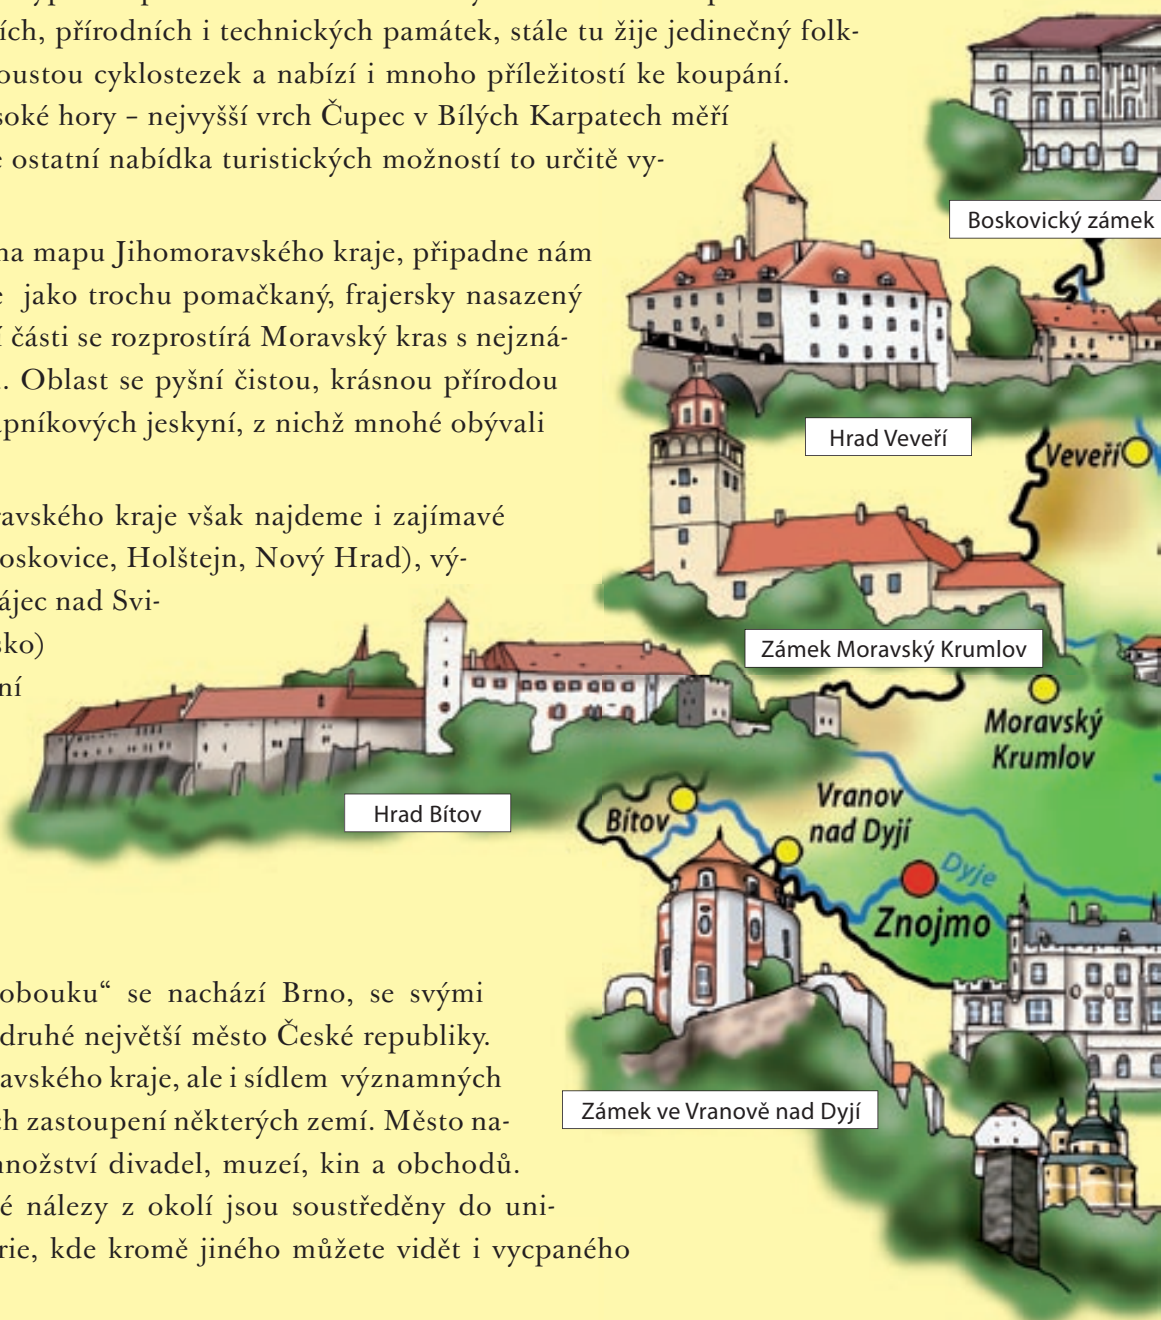 ích, přírodních i technických památek, stále tu žije jedinečný folk-
oustou cyklostezek a nabízí i mnoho příležitostí ke koupání.
soké hory – nejvyšší vrch Čupec v Bílých Karpatech měří
e ostatní nabídka turistických možností to určitě vy-
na mapu Jihomoravského kraje, připadne nám
e jako trochu pomačkaný, frajersky nasazený
í části se rozprostírá Moravský kras s nejzná-
. Oblast se pyšní čistou, krásnou přírodou
apníkových jeskyní, z nichž mnohé obývali
ravského kraje však najdeme i zajímavé
oskovice, Holštejn, Nový Hrad), vý-
ájec nad Svi-
sko)
ní
obouku“ se nachází Brno, se svými
druhé největší město České republiky.
avského kraje, ale i sídlem významných
ch zastoupení některých zemí. Město na-
nnožství divadel, muzeí, kin a obchodů.
é nálezy z okolí jsou soustředěny do uni-
rie, kde kromě jiného můžete vidět i vycpaného
Boskovický zámek
Hrad Veveří
Veveří
Zámek Moravský Krumlov
Moravský
Krumlov
Hrad Bítov
Bítov
Vranov
nad Dyjí
Dyje
Znojmo
Zámek ve Vranově nad Dyjí